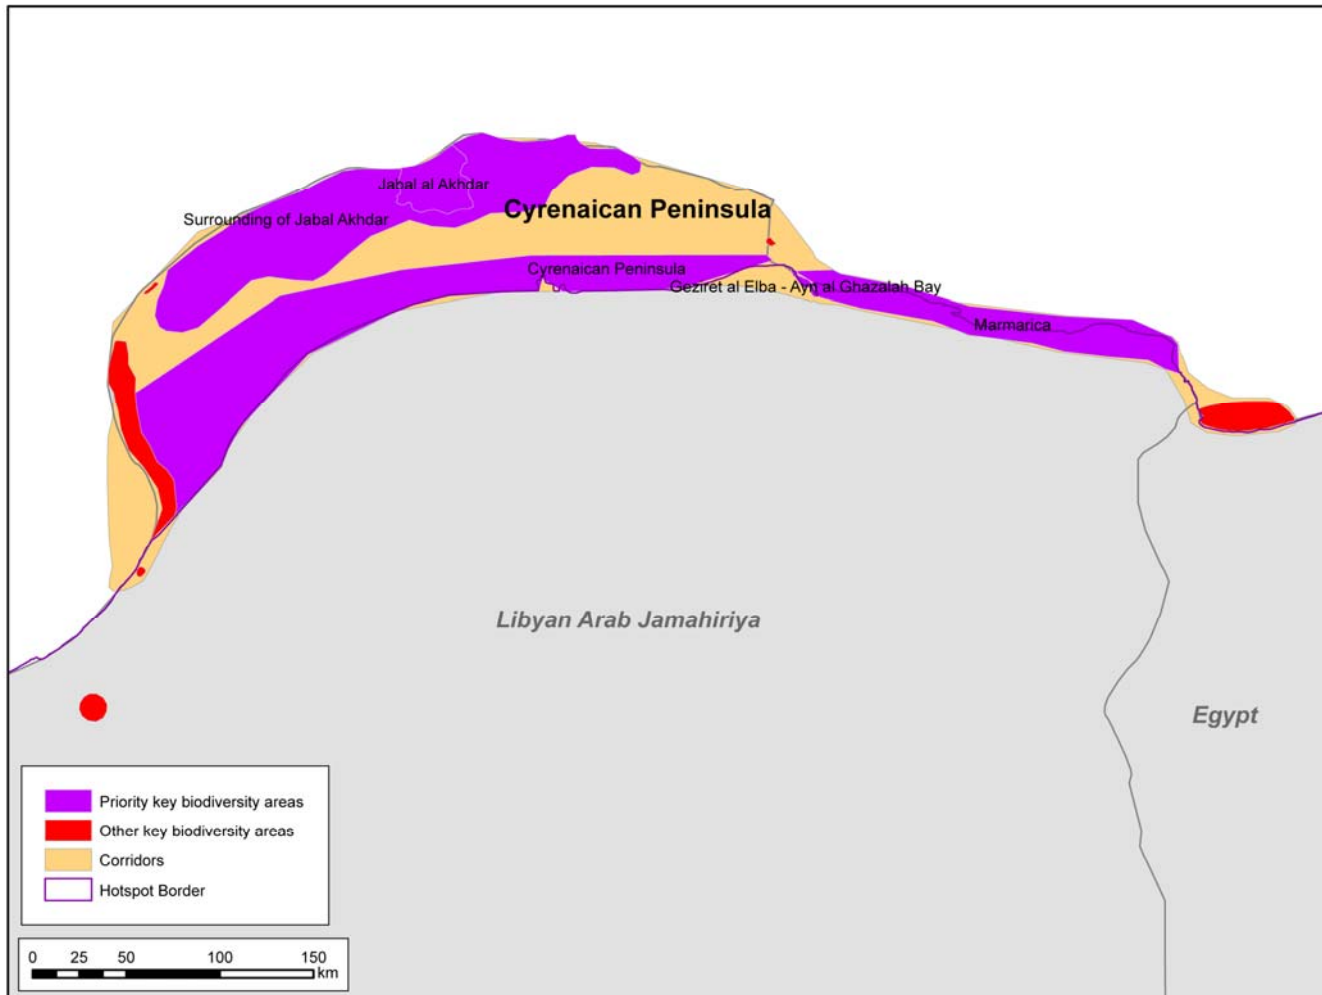 Jabal al Akhdar
Cyrenaican Peninsula
Surrounding of Jabal Akhdar
Cyrenaican Peninsula
Geziret al Elba - Ayn al Ghazalah Bay
Marmarica
Libyan Arab Jamahiriya
Egypt
Priority key biodiversity areas
Other key biodiversity areas
Corridors
Hotspot Border
0 25 50 100 150
km